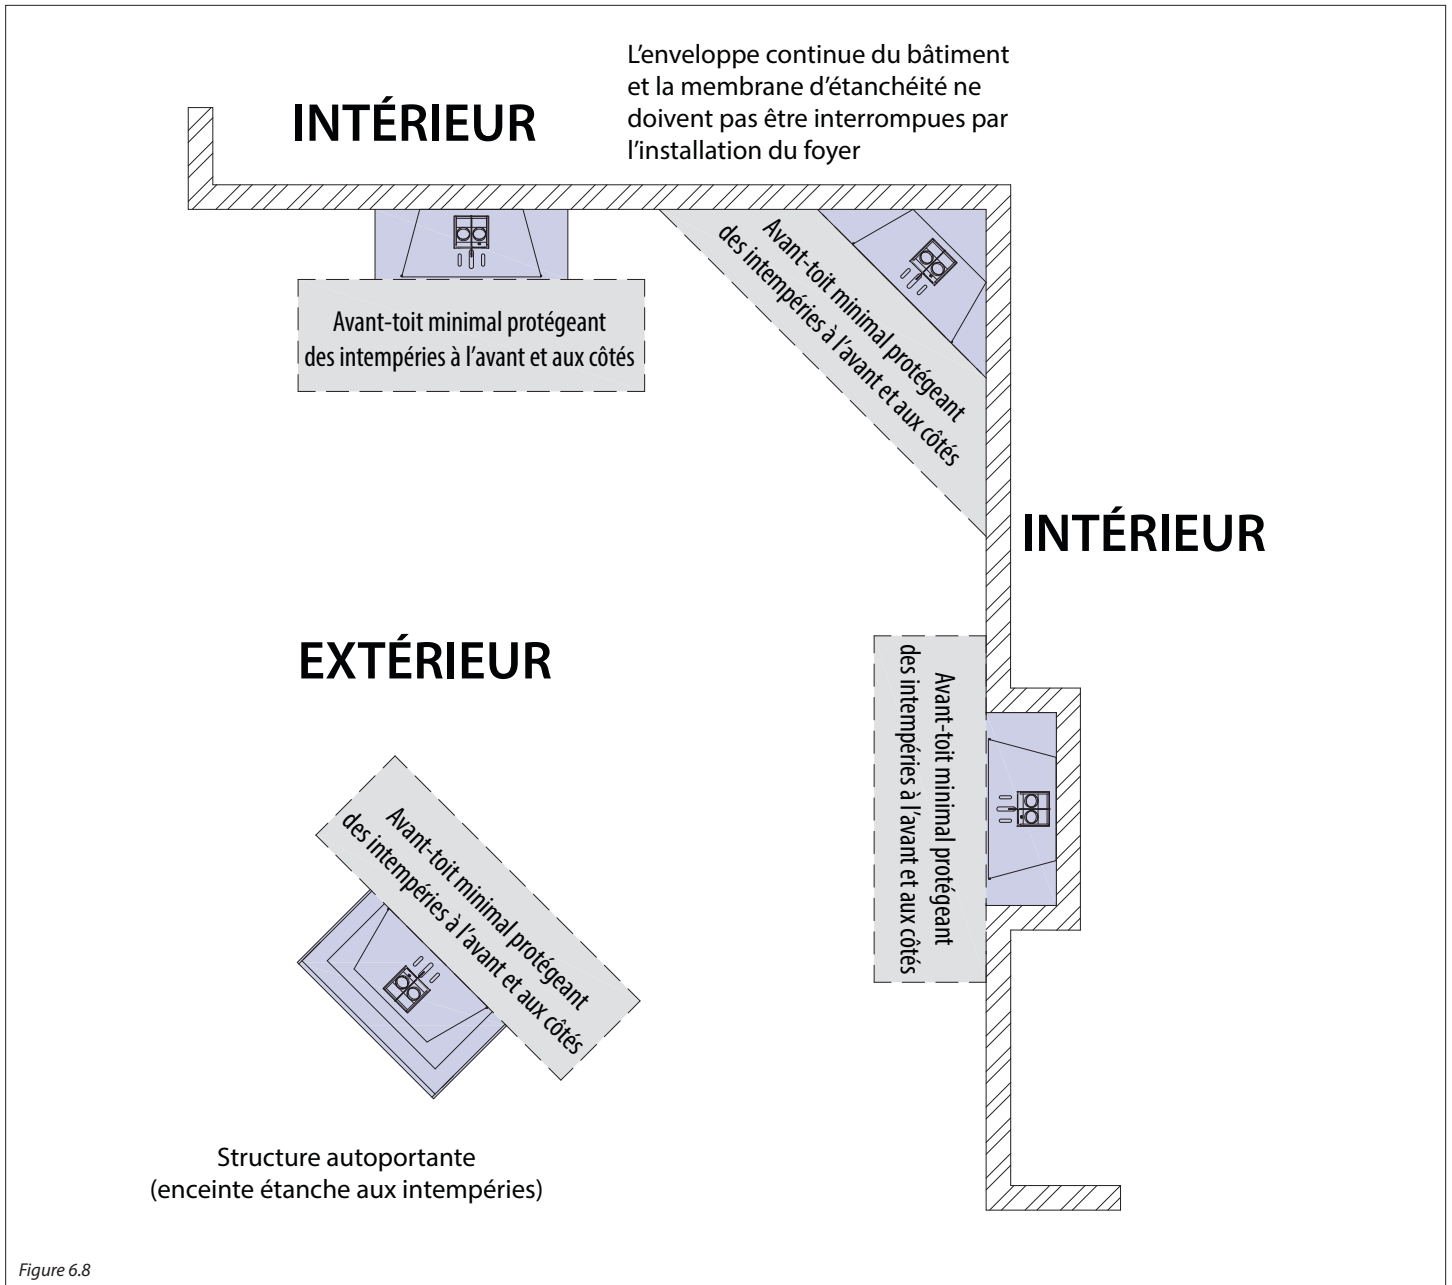 L'enveloppe continue du bâtiment
et la membrane d'étanchéité ne
doivent pas être interrompues par
l'installation du foyer
INTÉRIEUR
Avant-toit minimal protégeant
des intempéries à l'avant et aux côtés
Avant-toit minimal protégeant
des intempéries à l'avant et aux côtés
INTÉRIEUR
EXTÉRIEUR
Avant-toit minimal protégeant
des intempéries à l'avant et aux côtés
Avant-toit minimal protégeant
des intempéries à l'avant et aux côtés
Structure autoportante
(enceinte étanche aux intempéries)
Figure 6.8